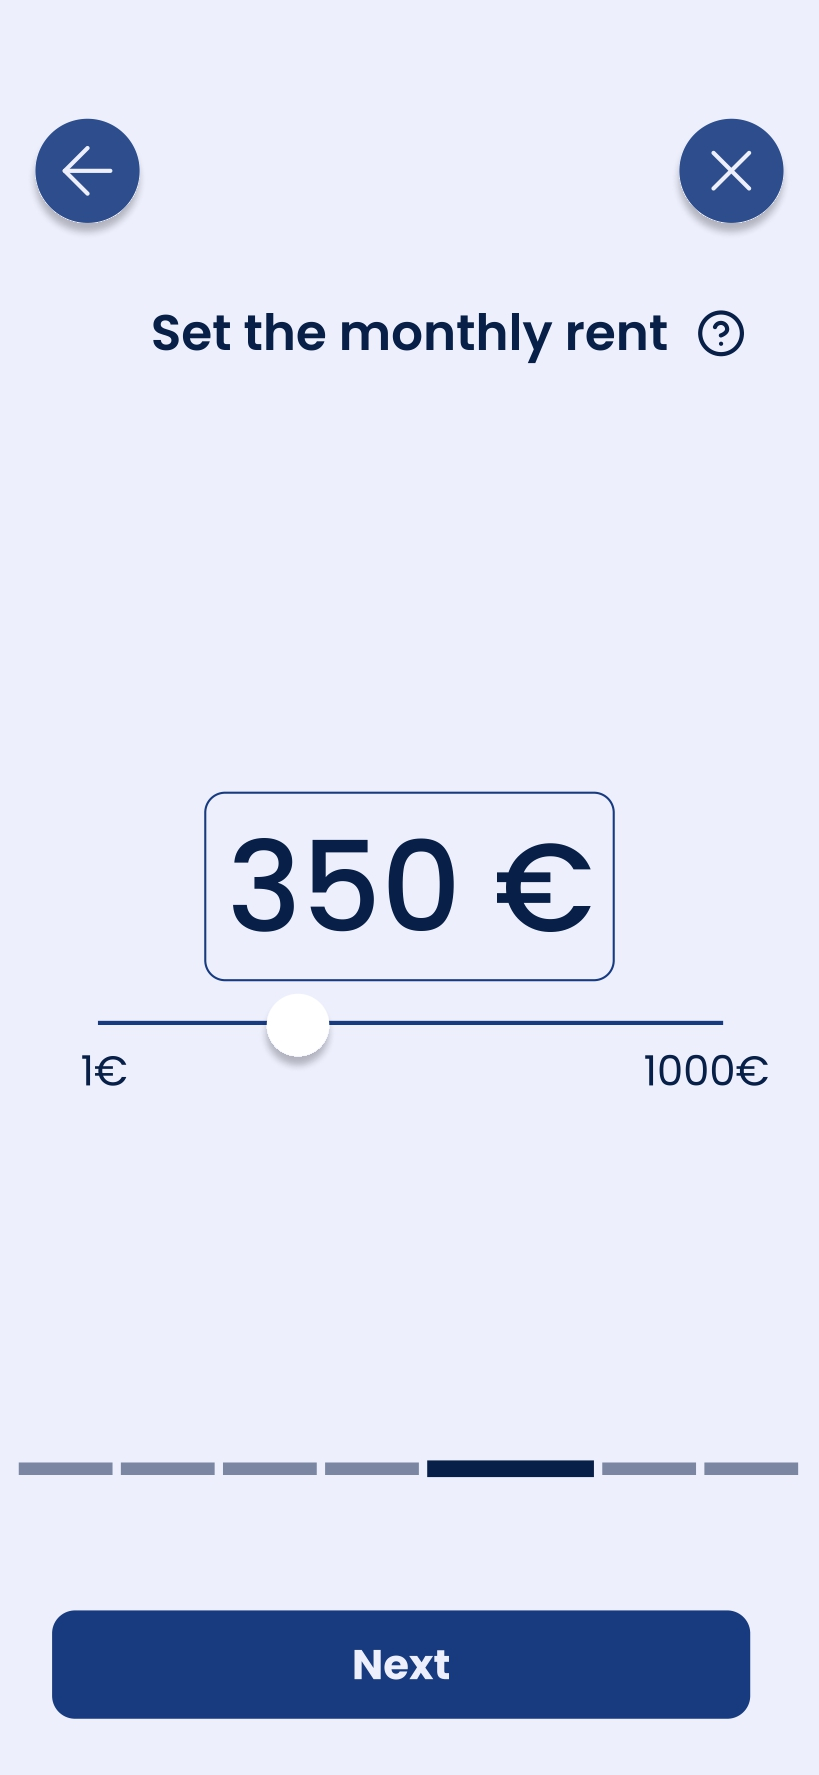 Set the monthly rent
350 €
1€ 1000€
Next